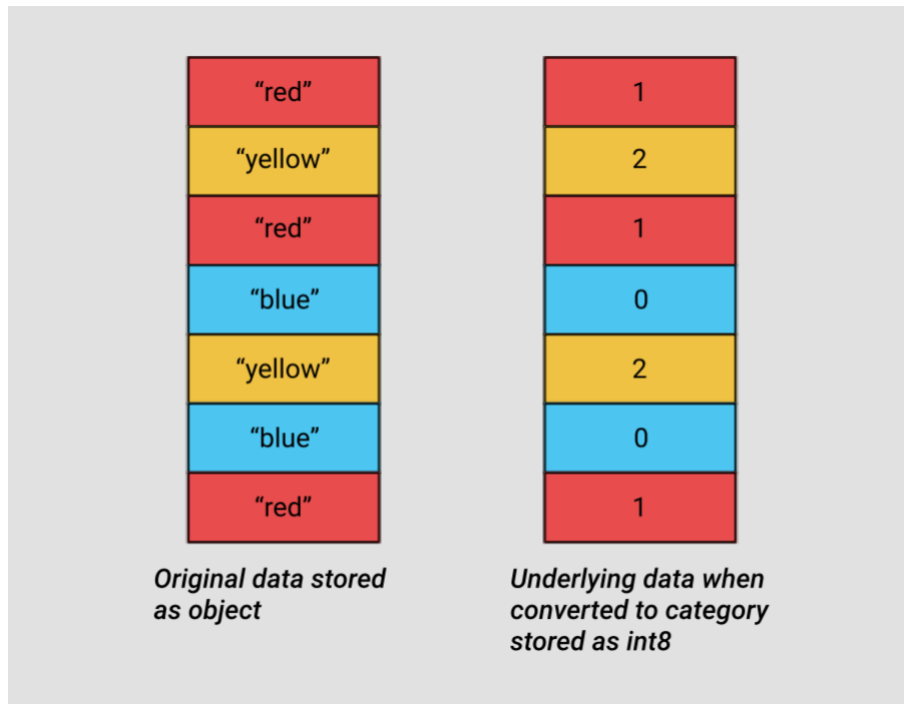 “red”
“yellow”
“red”
“blue”
“yellow”
“blue”
“red”
Original data stored
as object
1
2
1
0
2
0
1
Underlying data when
converted to category
stored as int8